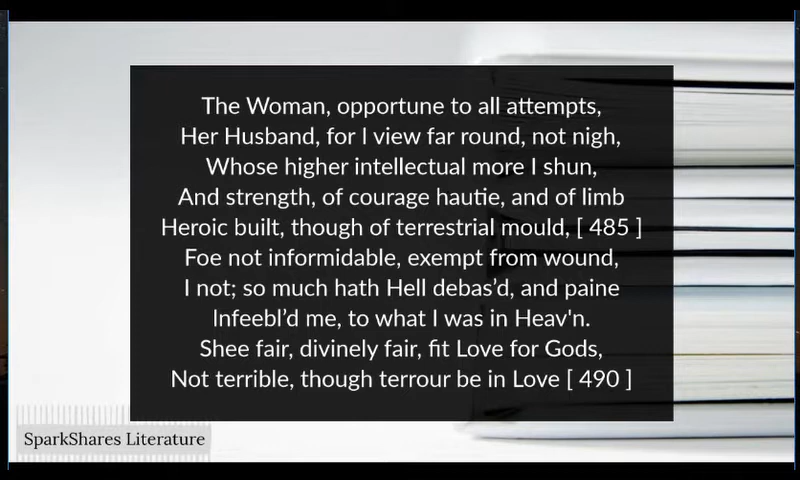 The Woman, opportune to all attempts,
Her Husband, for I view far round, not nigh,
Whose higher intellectual more I shun,
And strength, of courage hautie, and of limb
Heroic built, though of terrestrial mould, [ 485 ]
Foe not informidable, exempt from wound,
I not; so much hath Hell debas’d, and paine
Infeebl’d me, to what I was in Heav'n.
Shee fair, divinely fair, fit Love for Gods,
Not terrible, though terrour be in Love [ 490 ]
SparkShares Literature